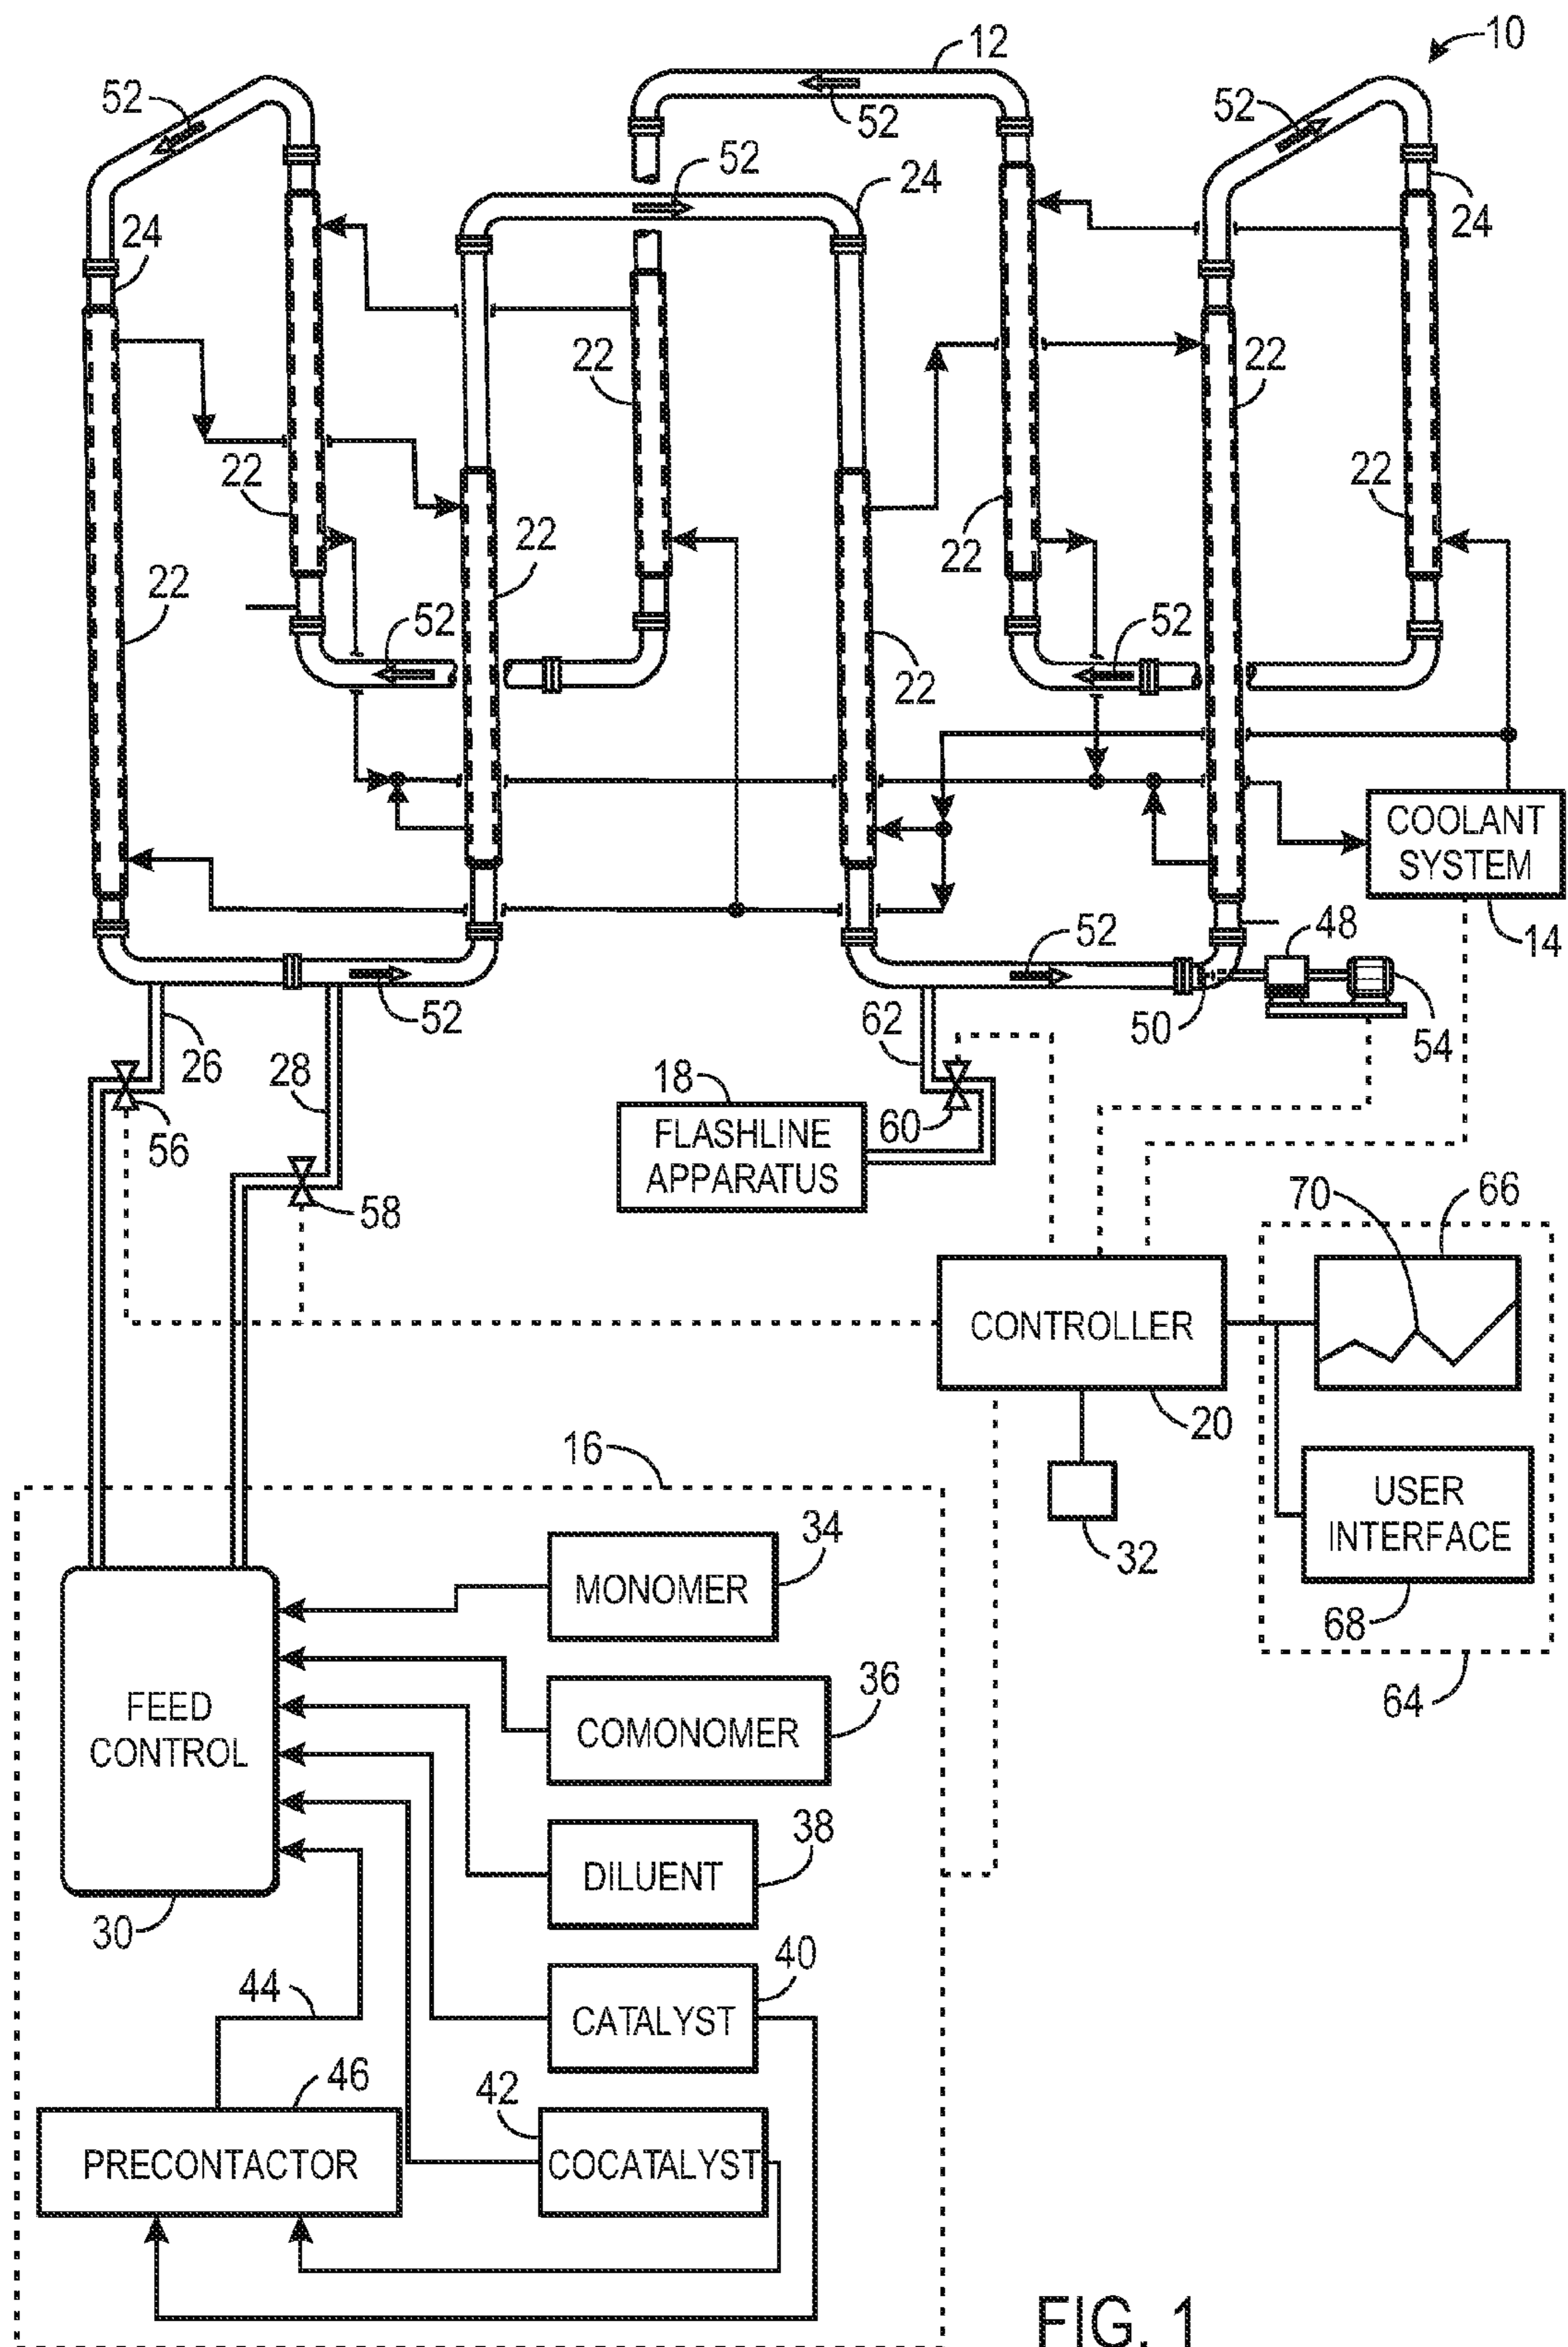 12
10
52
52
52
52
24
24
24
22
22
22
22
22
22
22
22
52
52
COOLANT
SYSTEM
14
52
52
48
50
54
26
28
62
18
56
60
58
FLASHLINE
APPARATUS
70
66
CONTROLLER
20
16
32
USER
INTERFACE
68
64
34
MONOMER
36
FEED
CONTROL
COMONOMER
38
DILUENT
30
40
44
CATALYST
46
42
PRECONTACTOR
COCATALYST
FIG. 1